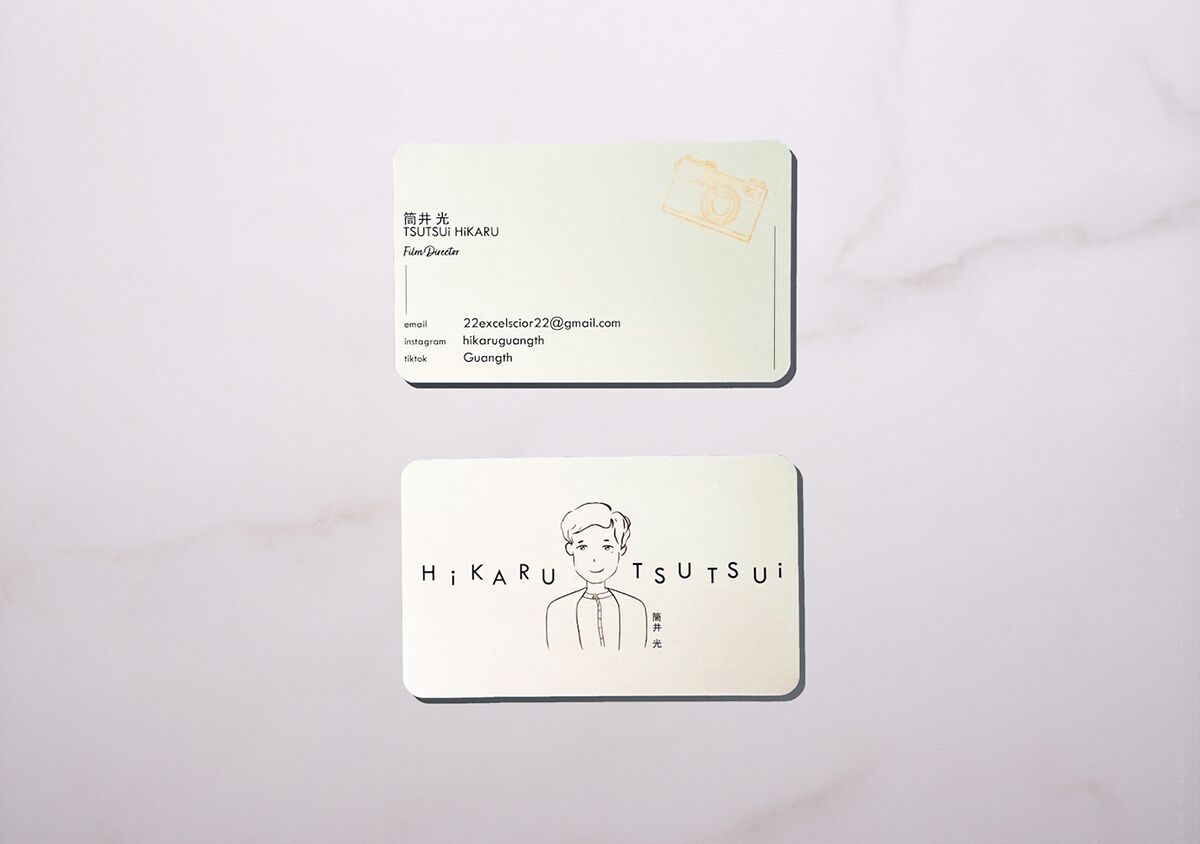 筒井 光
TSUTSUi HiKARU
Film Director
email 22excelscior22@gmail.com
instagram hikaruguangth
tiktok Guangth
HiKARU TSUTSUi
筒井 光